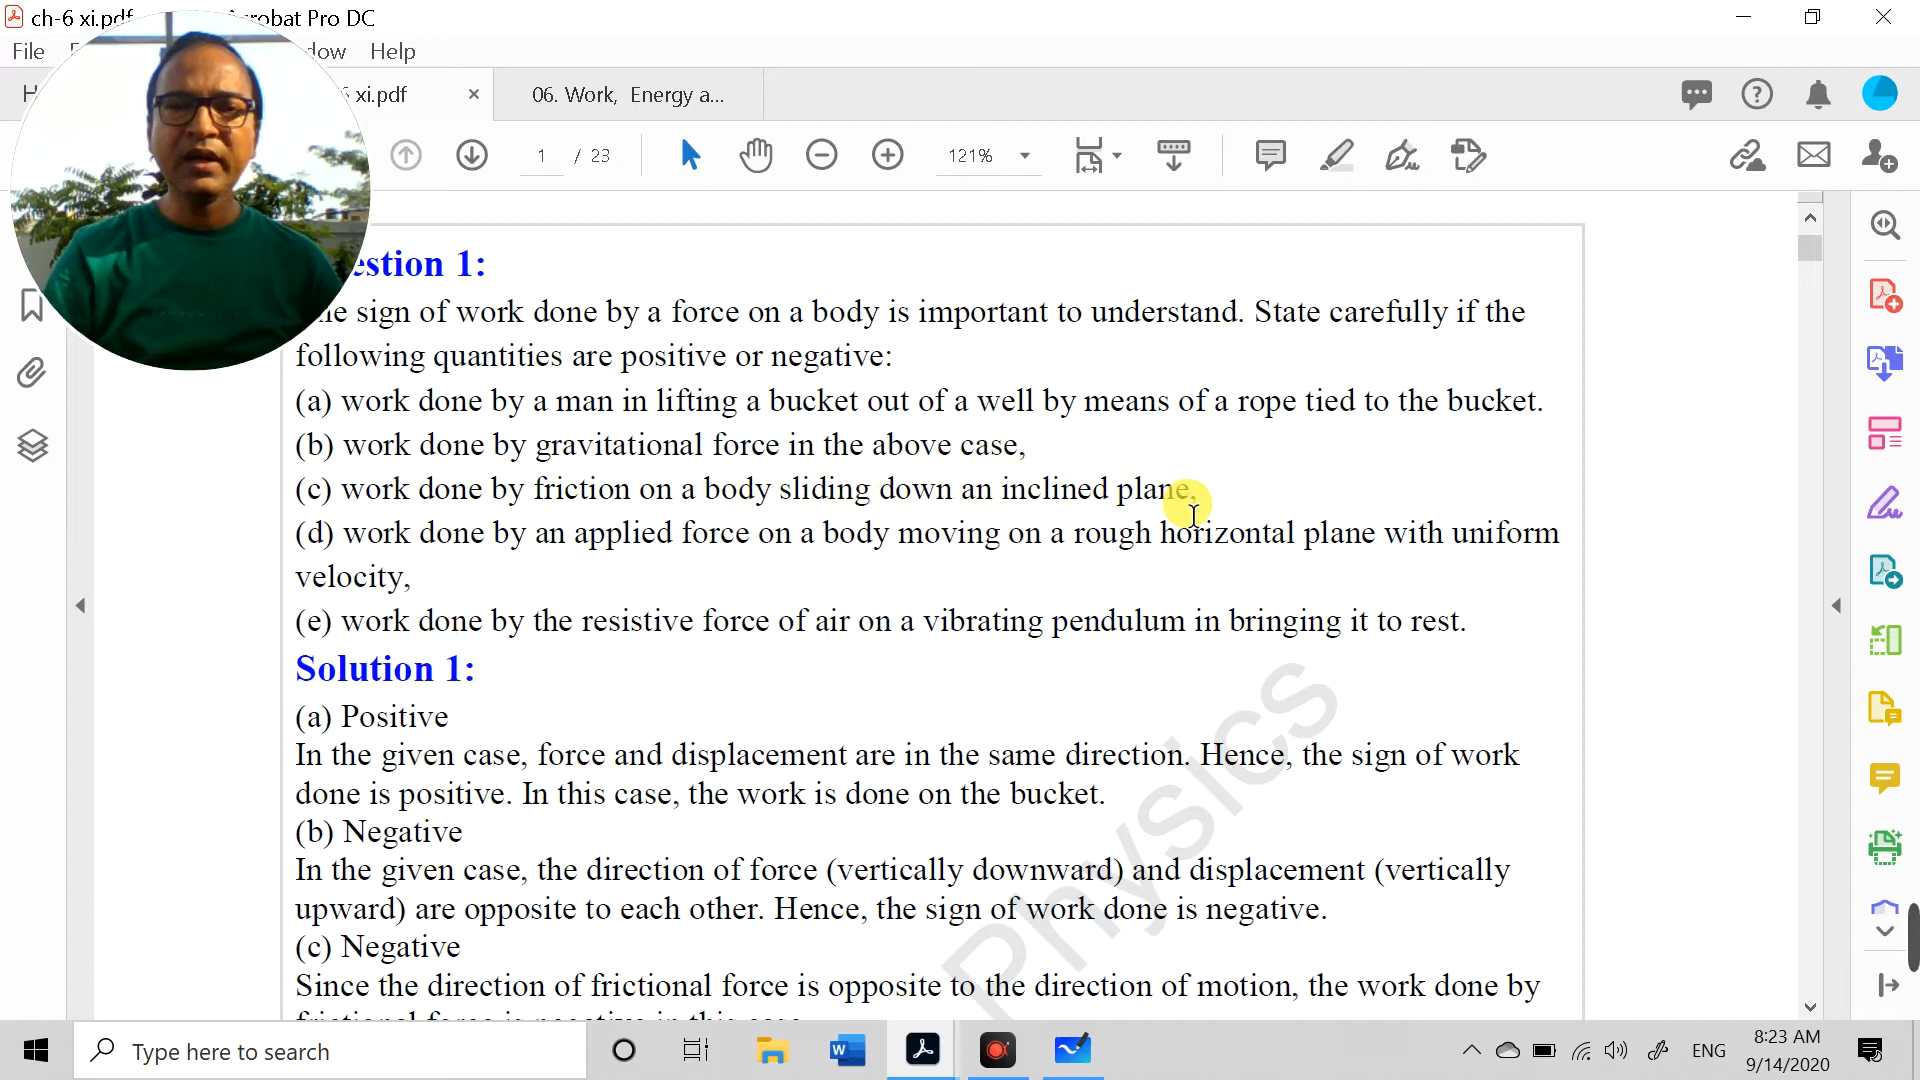 ch-6 xi.pdf
crobat Pro DC
File
dow
Help
xi.pdf
06. Work, Energy a...
1 / 23
121%
estion 1:
sign of work done by a force on a body is important to understand. State carefully if the
following quantities are positive or negative:
(a) work done by a man in lifting a bucket out of a well by means of a rope tied to the bucket.
(b) work done by gravitational force in the above case,
(c) work done by friction on a body sliding down an inclined plane,
(d) work done by an applied force on a body moving on a rough horizontal plane with uniform
velocity,
(e) work done by the resistive force of air on a vibrating pendulum in bringing it to rest.
Solution 1:
(a) Positive
In the given case, force and displacement are in the same direction. Hence, the sign of work
done is positive. In this case, the work is done on the bucket.
(b) Negative
In the given case, the direction of force (vertically downward) and displacement (vertically
upward) are opposite to each other. Hence, the sign of work done is negative.
(c) Negative
Since the direction of frictional force is opposite to the direction of motion, the work done by
Physics
Type here to search
ENG
8:23 AM
9/14/2020